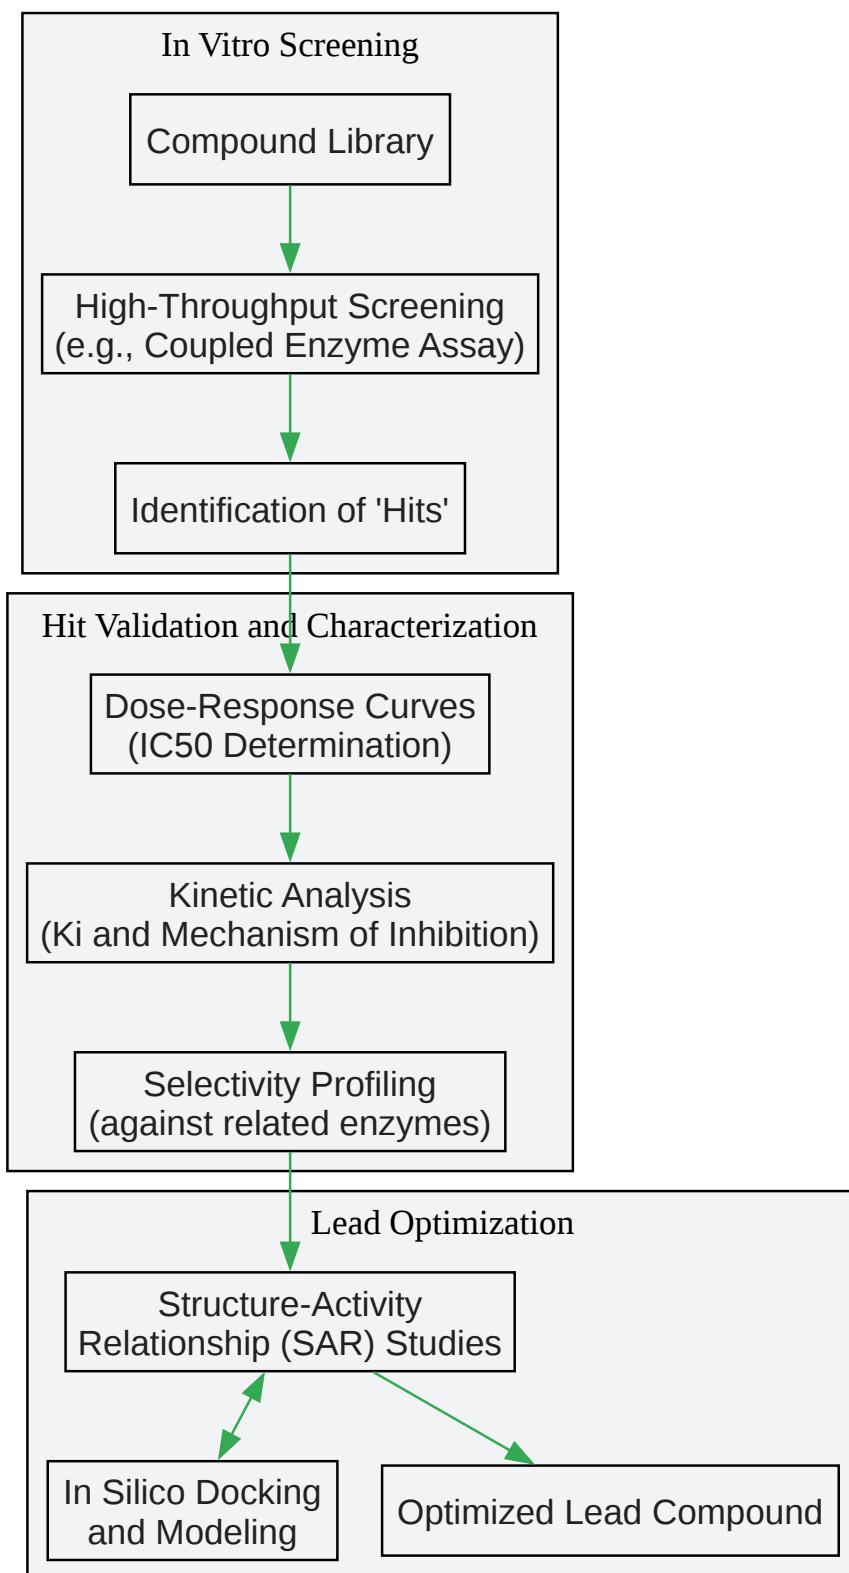 In Vitro Screening
Compound Library
High-Throughput Screening
(e.g., Coupled Enzyme Assay)
Identification of 'Hits'
Hit Validation and Characterization
Dose-Response Curves
(IC50 Determination)
Kinetic Analysis
(Ki and Mechanism of Inhibition)
Selectivity Profiling
(against related enzymes)
Lead Optimization
Structure-Activity
Relationship (SAR) Studies
In Silico Docking
and Modeling
Optimized Lead Compound